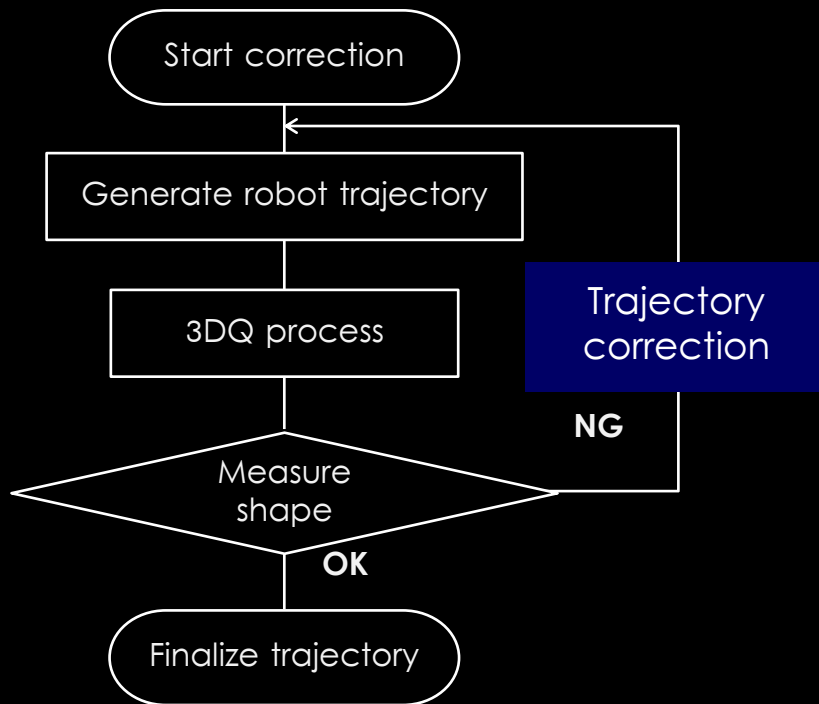 Start correction
Generate robot trajectory
3DQ process
Trajectory
correction
NG
Measure
shape
OK
Finalize trajectory